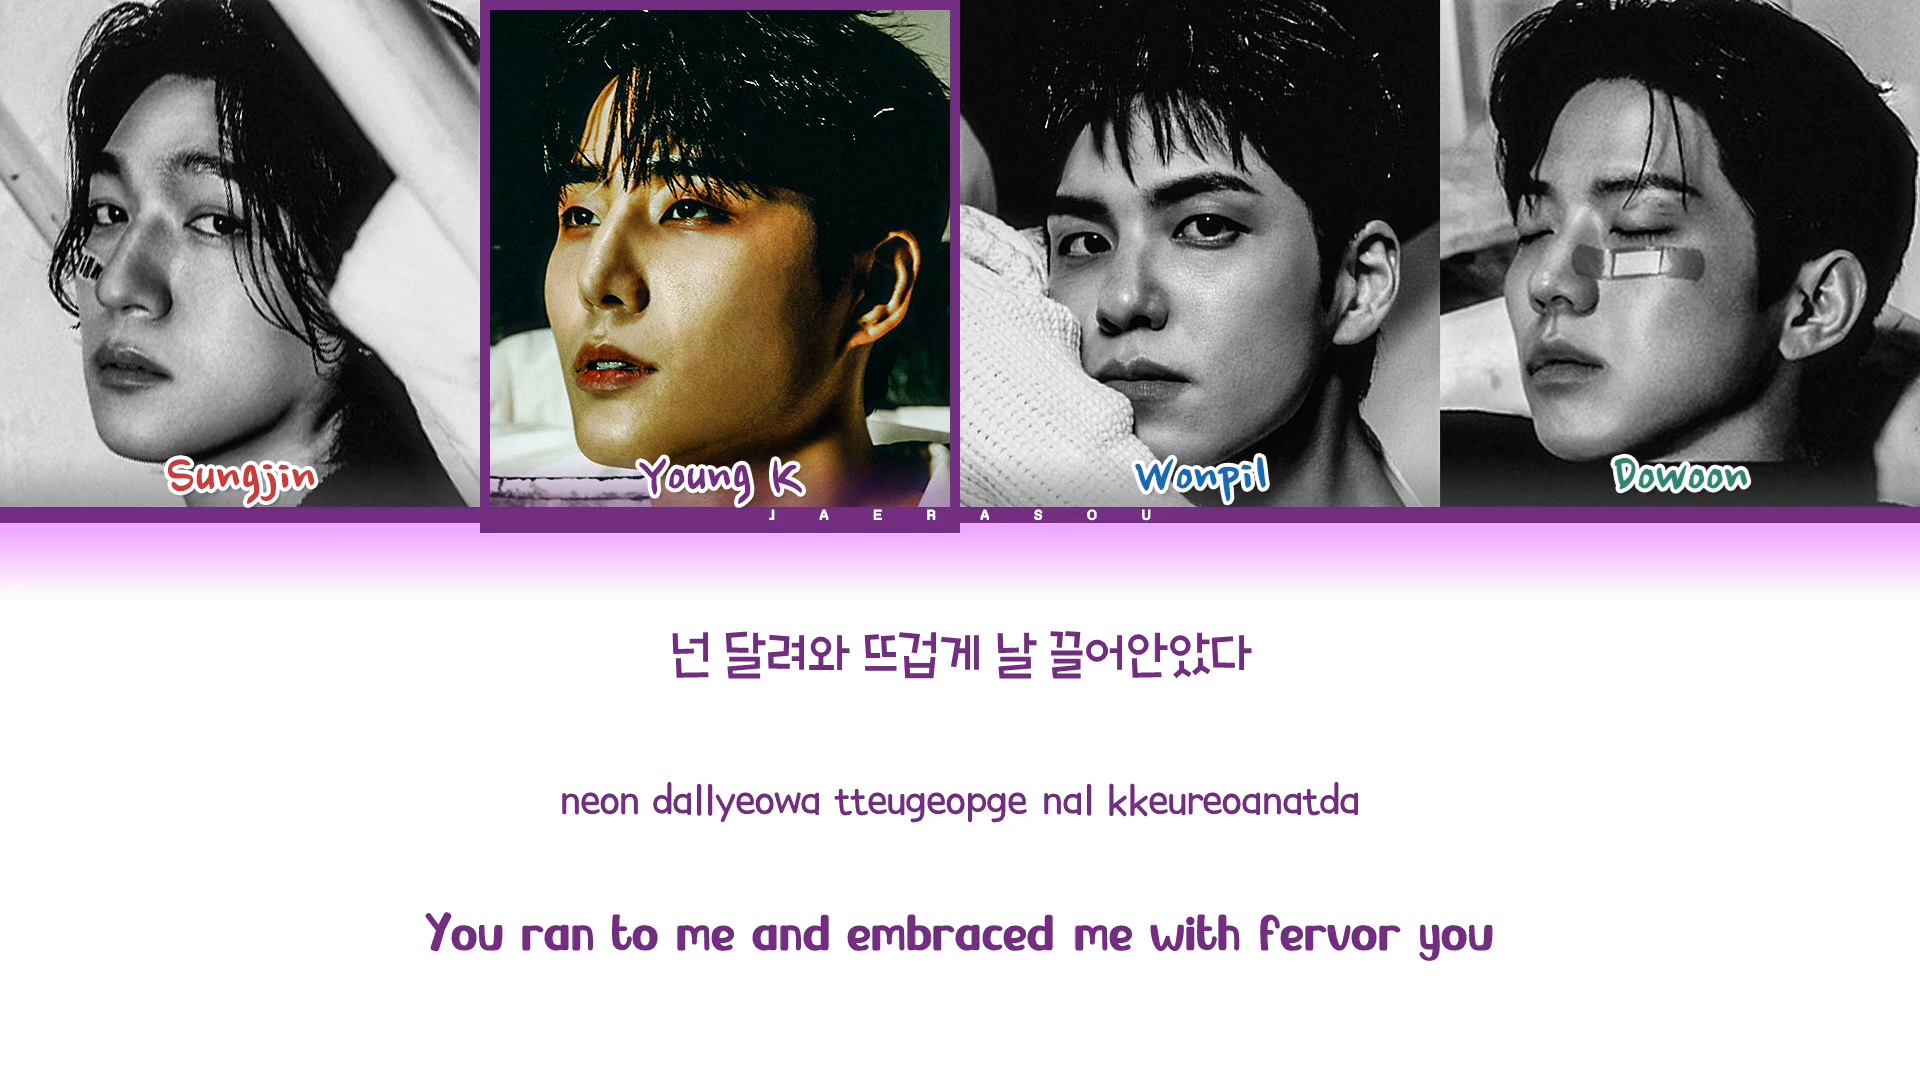 Sungjin
Young K
Wonpil
Dowoon
JAERASOU
넌 달려와 뜨겁게 날 끌어안았다
neon dallyeowa tteugeopge nal kkeureoanatda
You ran to me and embraced me with fervor you